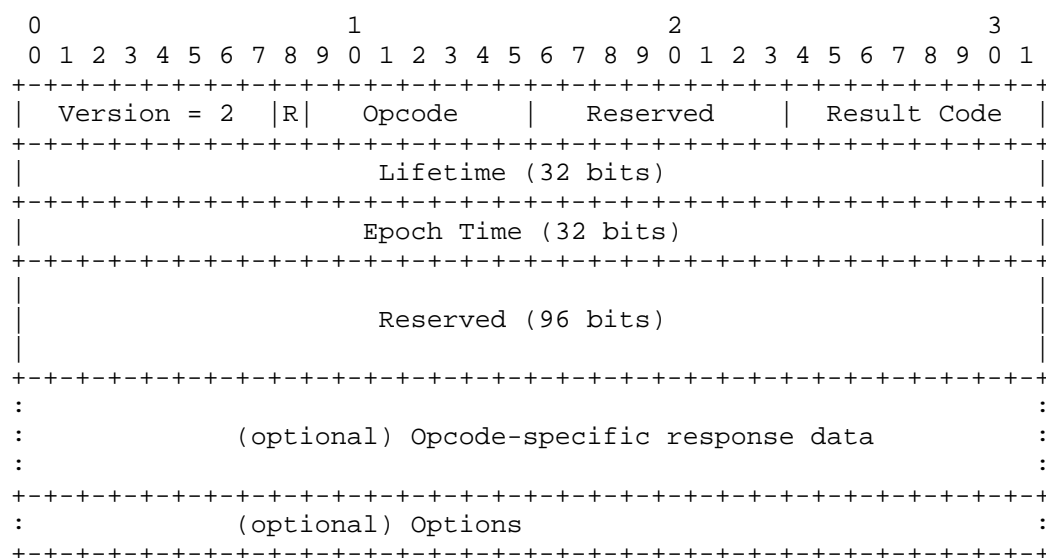 0                   1                   2                   3
 0 1 2 3 4 5 6 7 8 9 0 1 2 3 4 5 6 7 8 9 0 1 2 3 4 5 6 7 8 9 0 1
+-+-+-+-+-+-+-+-+-+-+-+-+-+-+-+-+-+-+-+-+-+-+-+-+-+-+-+-+-+-+-+-+
|  Version = 2  |R|   Opcode    |   Reserved    |  Result Code  |
+-+-+-+-+-+-+-+-+-+-+-+-+-+-+-+-+-+-+-+-+-+-+-+-+-+-+-+-+-+-+-+-+
|                      Lifetime (32 bits)                       |
+-+-+-+-+-+-+-+-+-+-+-+-+-+-+-+-+-+-+-+-+-+-+-+-+-+-+-+-+-+-+-+-+
|                     Epoch Time (32 bits)                      |
+-+-+-+-+-+-+-+-+-+-+-+-+-+-+-+-+-+-+-+-+-+-+-+-+-+-+-+-+-+-+-+-+
|                                                               |
|                      Reserved (96 bits)                       |
|                                                               |
+-+-+-+-+-+-+-+-+-+-+-+-+-+-+-+-+-+-+-+-+-+-+-+-+-+-+-+-+-+-+-+-+
:                                                               :
:             (optional) Opcode-specific response data          :
:                                                               :
+-+-+-+-+-+-+-+-+-+-+-+-+-+-+-+-+-+-+-+-+-+-+-+-+-+-+-+-+-+-+-+-+
:             (optional) Options                                :
+-+-+-+-+-+-+-+-+-+-+-+-+-+-+-+-+-+-+-+-+-+-+-+-+-+-+-+-+-+-+-+-+